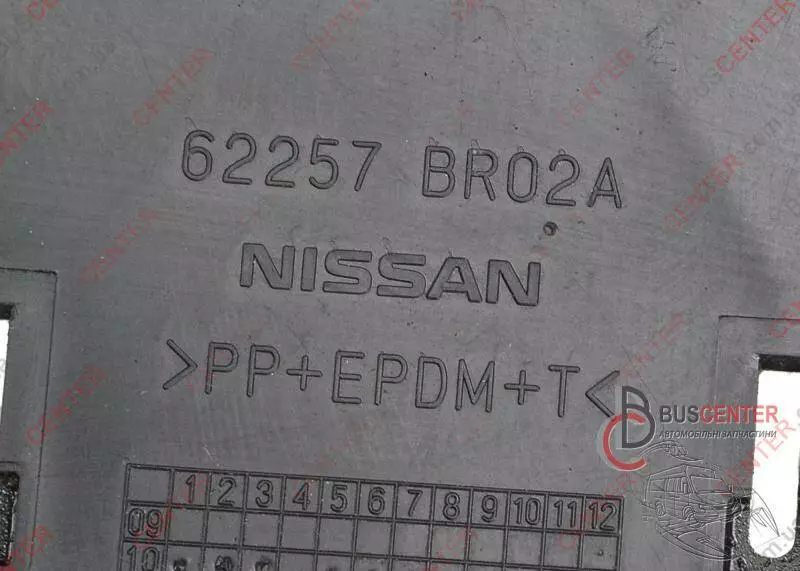 62257 BR02A
NISSAN
>PP+EPDM+T<
BUSCENTER
АВТОМОБІЛЬНІ ЗАПЧАСТИНИ
1 2 3 4 5 6 7 8 9 10 11 12
09
10